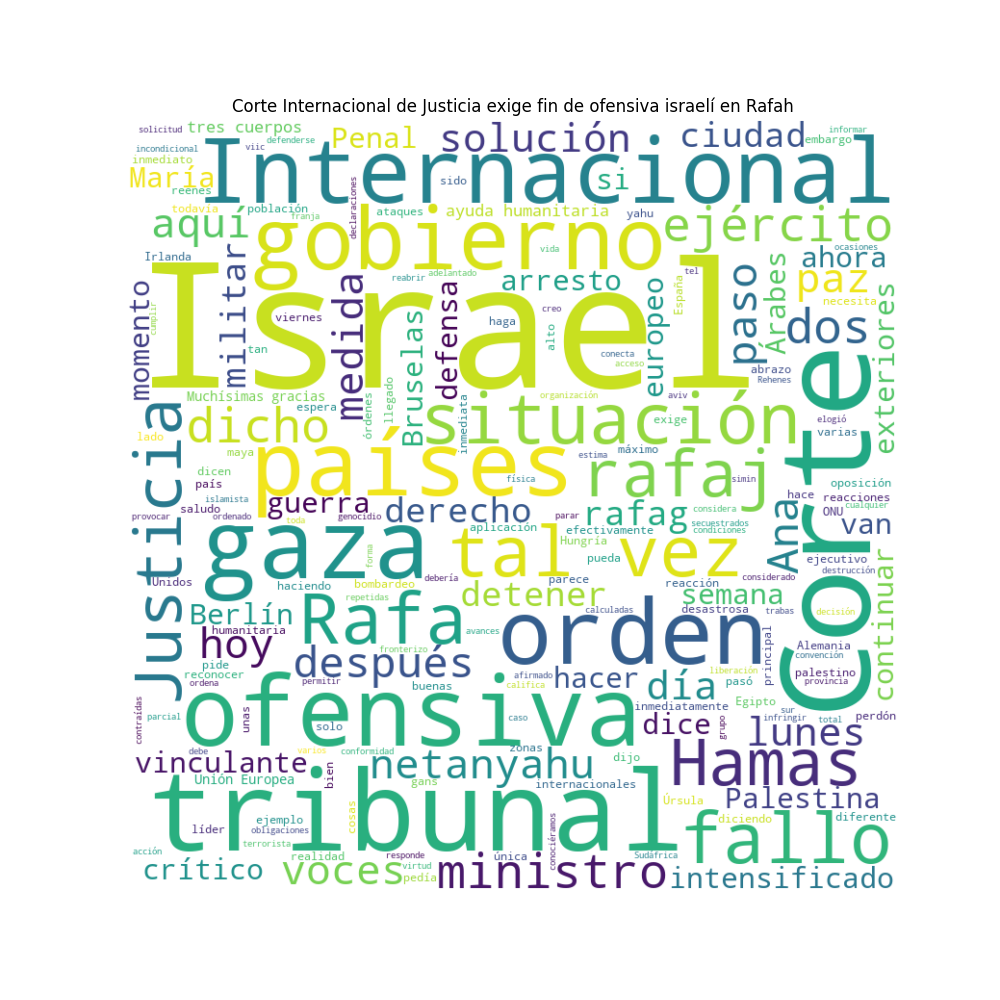 Corte Internacional de Justicia exige fin de ofensiva israelí en Rafah
solicitud
tres cuerpos
defenderse
Penal
solución
ciudad
informar
embargo
incondicional
viic
inmediato
Internacional
María
reenes
sido
si
declaraciones
todavía
población
franja
ataques
ayuda humanitaria
yahu
ejército
aquí
gobierno
vida
ocasiones
Irlanda
militar
reabrir
adelantado
arresto
España
tel
Árabes
ahora
paz
necesita
momento
cumplir
viernes
medida
Israel
defensa
haga
creo
alto
europeo
paso
dos
exteriores
tan
conecta
acceso
abrazo
Rehenes
Muchísimas gracias
espera
órdenes
llegado
Bruselas
inmediata
organización
aviv
Corte
Justicia
lado
dicho
situación
exige
elogió
varias
maya
dicen
país
países
estima
máximo
física
rafaj
simin
oposición
islamista
saludo
provocar
ordenado
toda
guerra
genocidio
derecho
parar
rafag
considera
secuestrados
condiciones
hace
reacciones
cualquier
ONU
van
Ana
gaza
aplicación
efectivamente
Hungría
pueda
tal vez
ejecutivo
destrucción
forma
Unidos
haciendo
bombardeo
debería
parece
reacción
considerado
trabas
continuar
repetidas
detener
semana
Berlín
Rafa
calculadas
desastrosa
decisión
humanitaria
avances
orden
principal
Alemania
convención
hoy
fronterizo
pide
reconocer
ordena
después
permitir
afirmado
califica
hacer
liberación
palestino
provincia
buenas
día
Egipto
pasó
inmediatamente
contraídas
parcial
ofensiva
unas
solo
caso
dice
grupo
sur
infringir
total
perdón
lunes
debe
varios
conformidad
zonas
dijo
vinculante
bien
netanyahu
Hamas
Unión Europea
gans
internacionales
Úrsula
Palestina
tribunal
cosas
líder
ejemplo
obligaciones
terrorista
conociéramos
diciendo
diferente
fallo
acción
realidad
responde
única
Sudáfrica
crítico
voces
virtud
pedía
ministro
intensificado